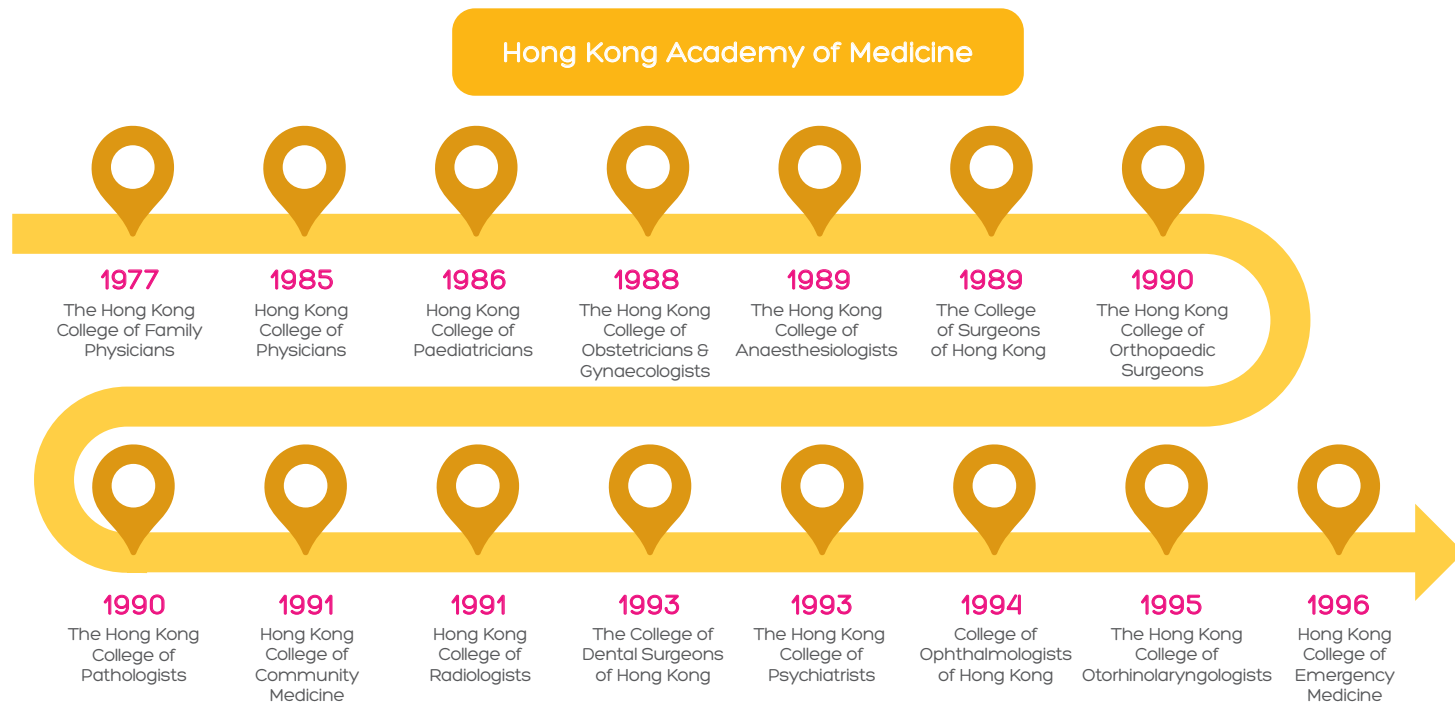 Hong Kong Academy of Medicine
1977
The Hong Kong
College of Family
Physicians
1985
Hong Kong
College of
Physicians
1986
Hong Kong
College of
Paediatricians
1988
The Hong Kong
College of
Obstetricians &
Gynaecologists
1989
The Hong Kong
College of
Anaesthesiologists
1989
The College
of Surgeons
of Hong Kong
1990
The Hong Kong
College of
Orthopaedic
Surgeons
1990
The Hong Kong
College of
Pathologists
1991
Hong Kong
College of
Community
Medicine
1991
Hong Kong
College of
Radiologists
1993
The College of
Dental Surgeons
of Hong Kong
1993
The Hong Kong
College of
Psychiatrists
1994
College of
Ophthalmologists
of Hong Kong
1995
The Hong Kong
College of
Otorhinolaryngologists
1996
Hong Kong
College of
Emergency
Medicine